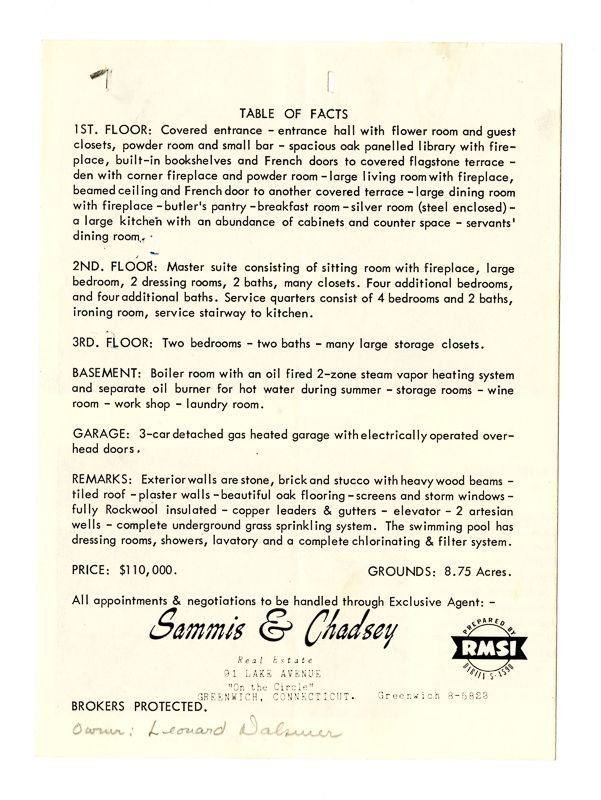 TABLE OF FACTS
1ST. FLOOR: Covered entrance - entrance hall with flower room and guest
closets, powder room and small bar - spacious oak panelled library with fire-
place, built-in bookshelves and French doors to covered flagstone terrace -
den with corner fireplace and powder room - large living room with fireplace,
beamed ceiling and French door to another covered terrace - large dining room
with fireplace - butler's pantry - breakfast room - silver room (steel enclosed) -
a large kitchen with an abundance of cabinets and counter space - servants'
dining room.
2ND. FLOOR: Master suite consisting of sitting room with fireplace, large
bedroom, 2 dressing rooms, 2 baths, many closets. Four additional bedrooms,
and four additional baths. Service quarters consist of 4 bedrooms and 2 baths,
ironing room, service stairway to kitchen.
3RD. FLOOR: Two bedrooms - two baths - many large storage closets.
BASEMENT: Boiler room with an oil fired 2-zone steam vapor heating system
and separate oil burner for hot water during summer - storage rooms - wine
room - work shop - laundry room.
GARAGE: 3-car detached gas heated garage with electrically operated over-
head doors.
REMARKS: Exterior walls are stone, brick and stucco with heavy wood beams -
tiled roof - plaster walls - beautiful oak flooring - screens and storm windows -
fully Rockwool insulated - copper leaders & gutters - elevator - 2 artesian
wells - complete underground grass sprinkling system. The swimming pool has
dressing rooms, showers, lavatory and a complete chlorinating & filter system.
PRICE: $110,000. GROUNDS: 8.75 Acres.
All appointments & negotiations to be handled through Exclusive Agent: -
Sammis & Chadsey
PREPARED BY
RMSI
Real Estate
91 LAKE AVENUE
"On the Circle"
GREENWICH, CONNECTICUT. Greenwich 8-6828
BROKERS PROTECTED.
Owner: Leonard